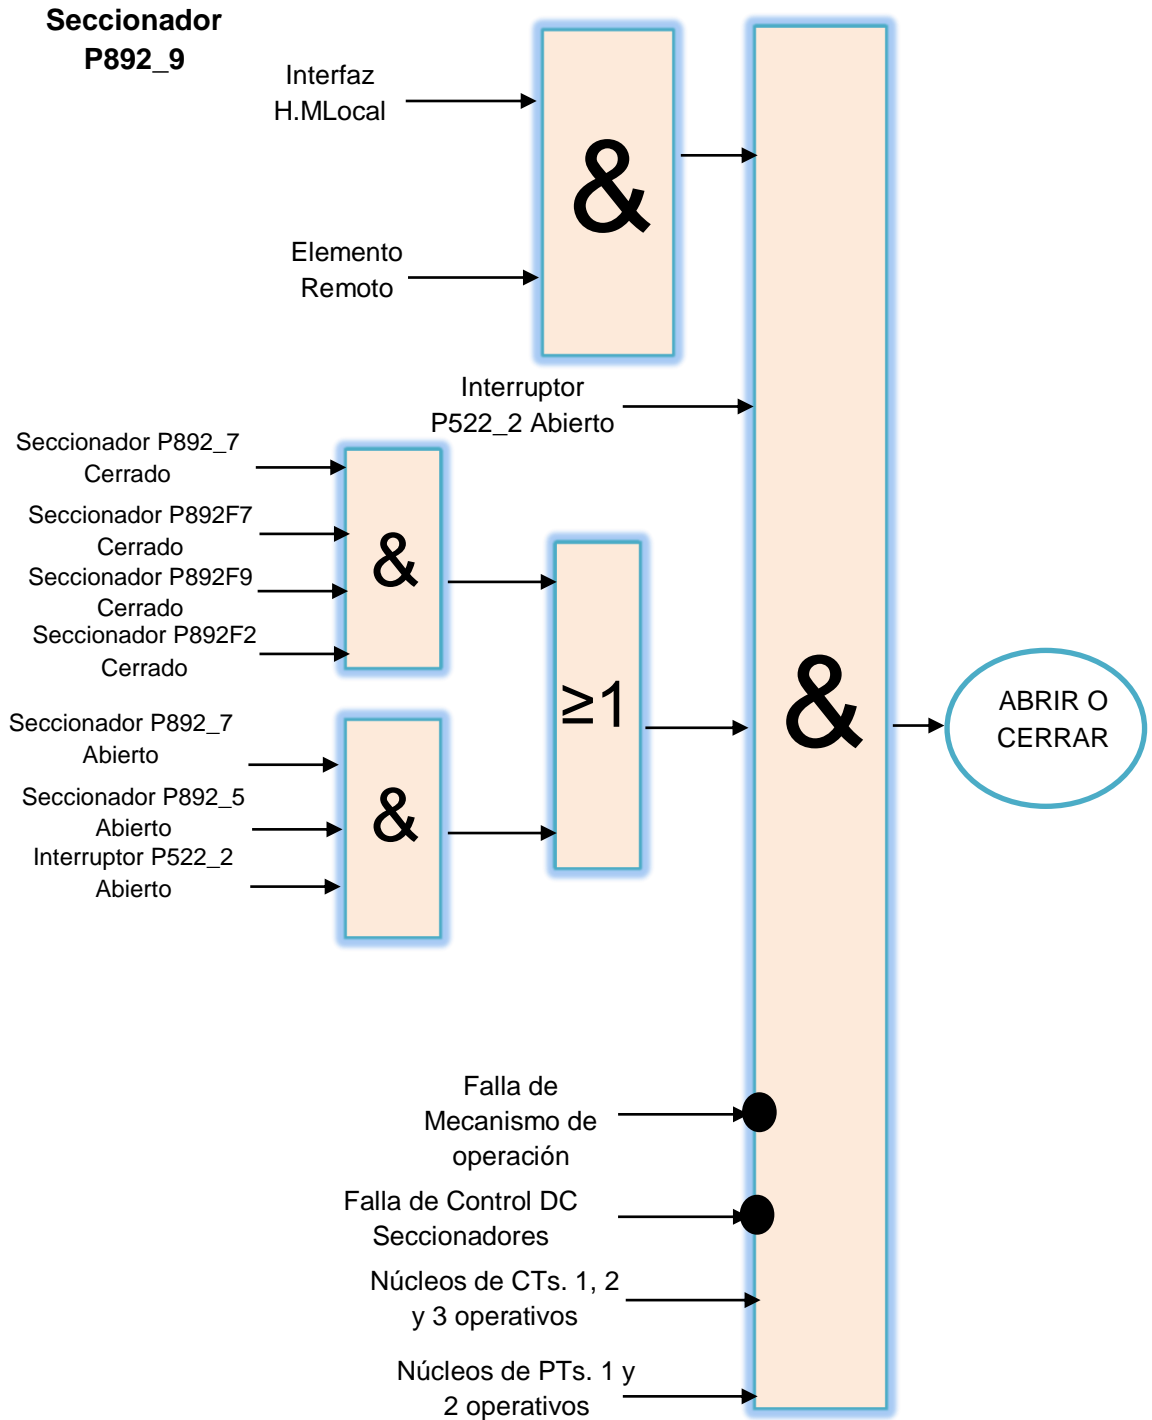 Seccionador
P892_9
Interfaz
H.MLocal
&
Elemento
Remoto
Interruptor
P522_2 Abierto
Seccionador P892_7
Cerrado
Seccionador P892F7
Cerrado
Seccionador P892F9
Cerrado
Seccionador P892F2
Cerrado
&
Seccionador P892_7
Abierto
Seccionador P892_5
Abierto
Interruptor P522_2
Abierto
&
≥1
&
ABRIR O
CERRAR
Falla de
Mecanismo de
operación
Falla de Control DC
Seccionadores
Núcleos de CTs. 1, 2
y 3 operativos
Núcleos de PTs. 1 y
2 operativos